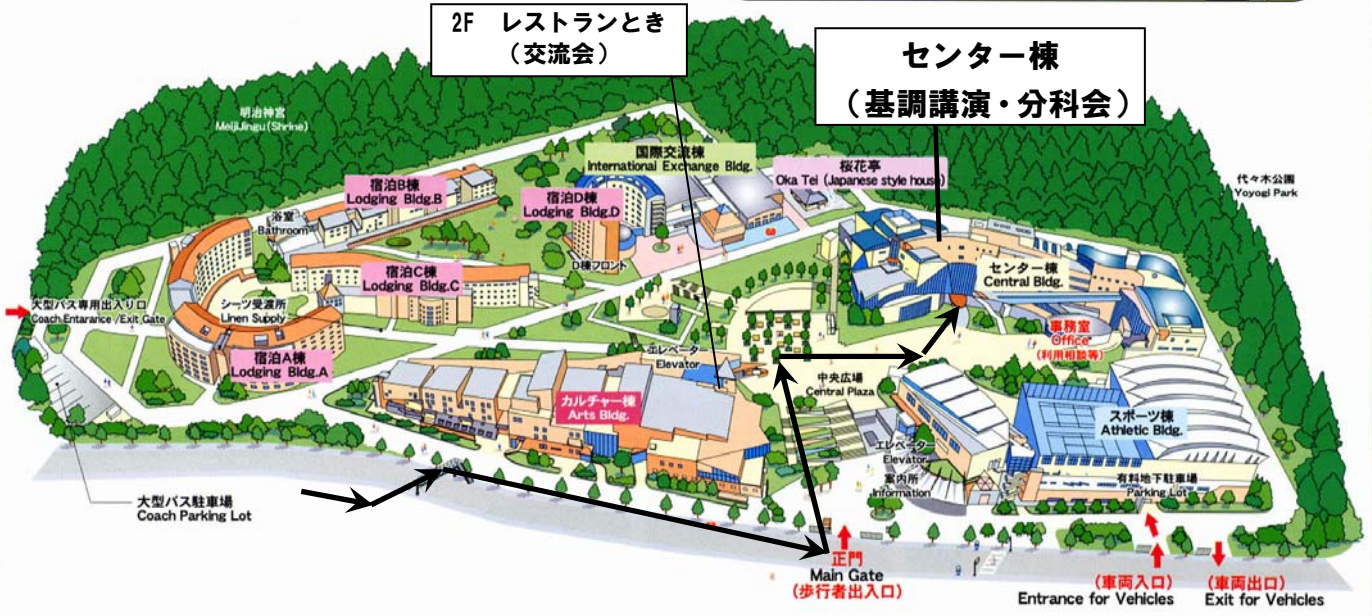 2F レストランとき
（交流会）
センター棟
（基調講演・分科会）
明治神宮
MeijiJingu(Shrine)
国際交流棟
International Exchange Bldg.
桜花亭
Oka Tei (Japanese style house)
代々木公園
Yoyogi Park
宿泊B棟
Lodging Bldg.B
宿泊D棟
Lodging Bldg.D
浴室
Bathroom
D棟フロント
宿泊C棟
Lodging Bldg.C
センター棟
Central Bldg.
大型バス専用出入り口
Coach Entarance /Exit Gate
シーツ受渡所
Linen Supply
事務室
Office
(利用相談等)
宿泊A棟
Lodging Bldg.A
エレベーター
Elevator
中央広場
Central Plaza
カルチャー棟
Arts Bldg.
スポーツ棟
Athletic Bldg.
エレベーター
Elevator
案内所
Information
有料地下駐車場
Parking Lot
大型バス駐車場
Coach Parking Lot
正門
Main Gate
(歩行者出入口)
(車両入口)
Entrance for Vehicles
(車両出口)
Exit for Vehicles